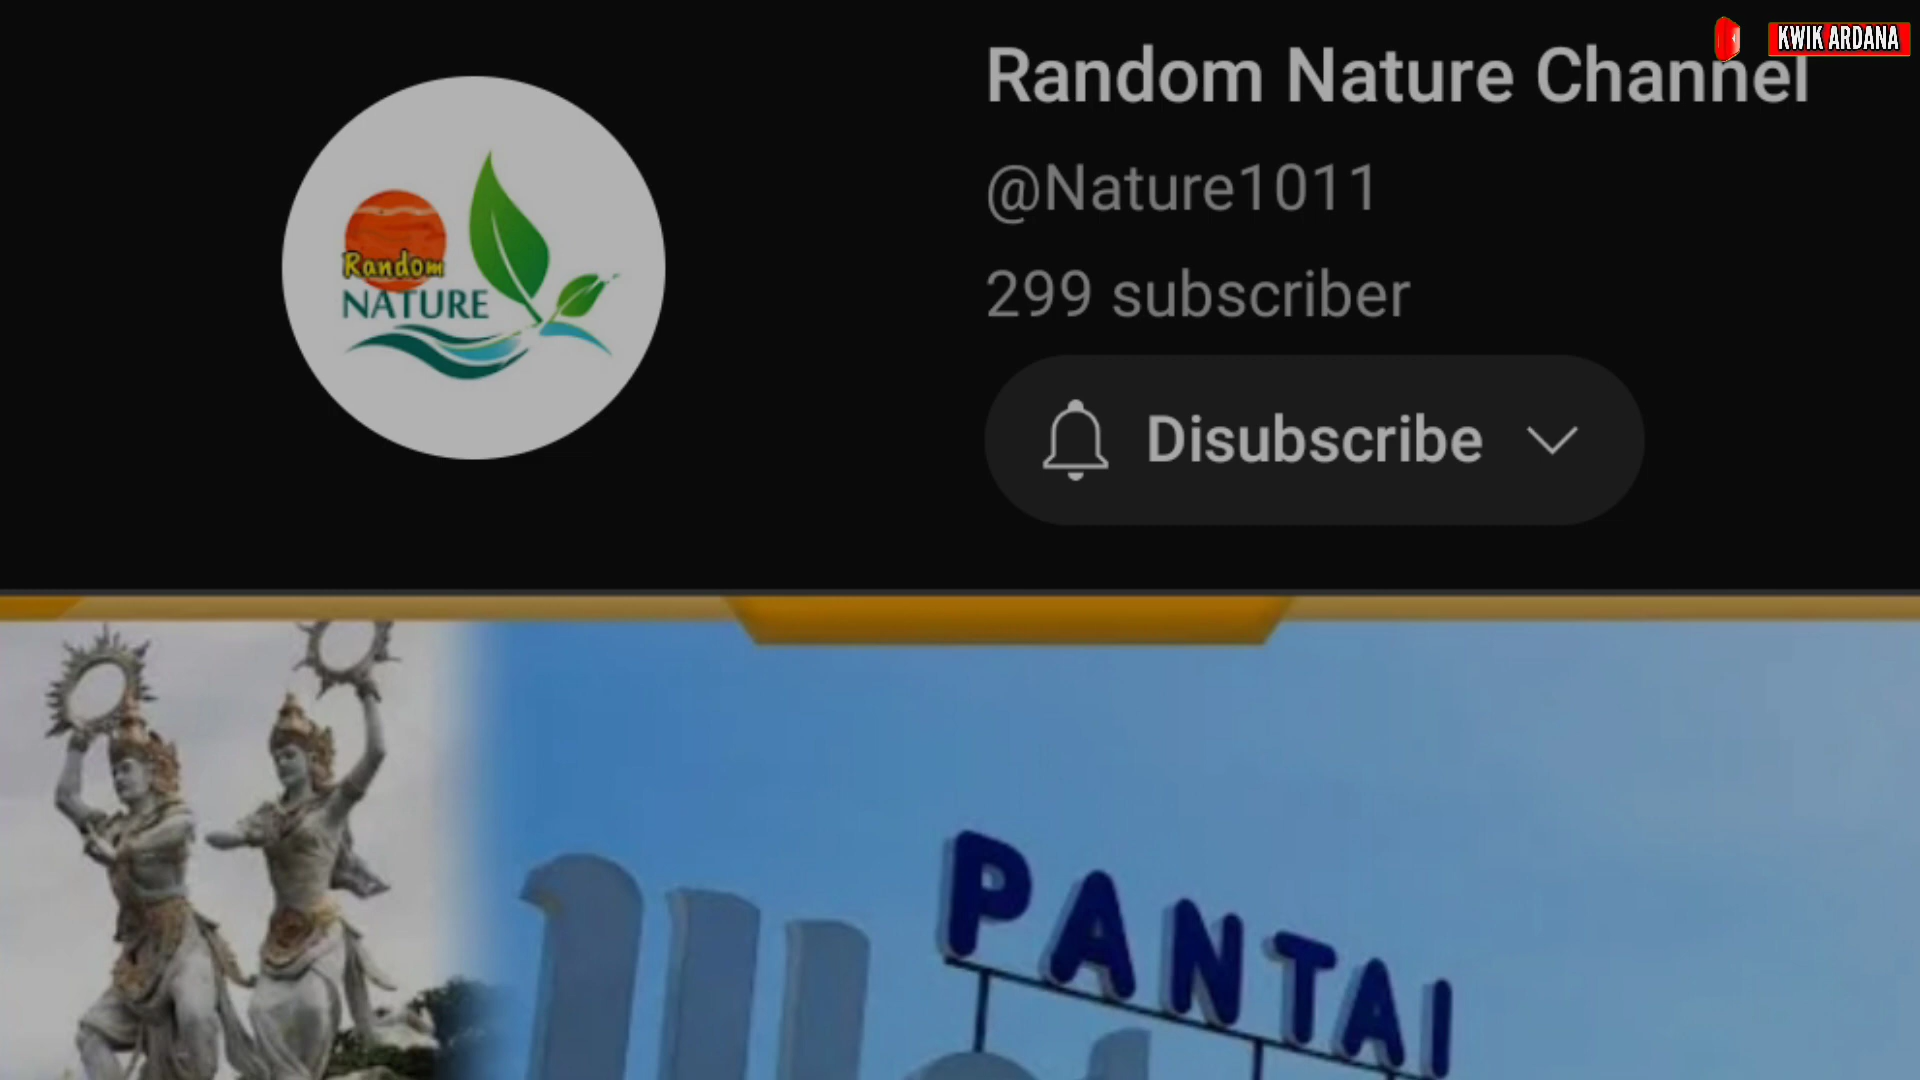 KWIK ARDANA
Random Nature Channel
@Nature1011
299 subscriber
Random
NATURE
Disubscribe
PANTAI